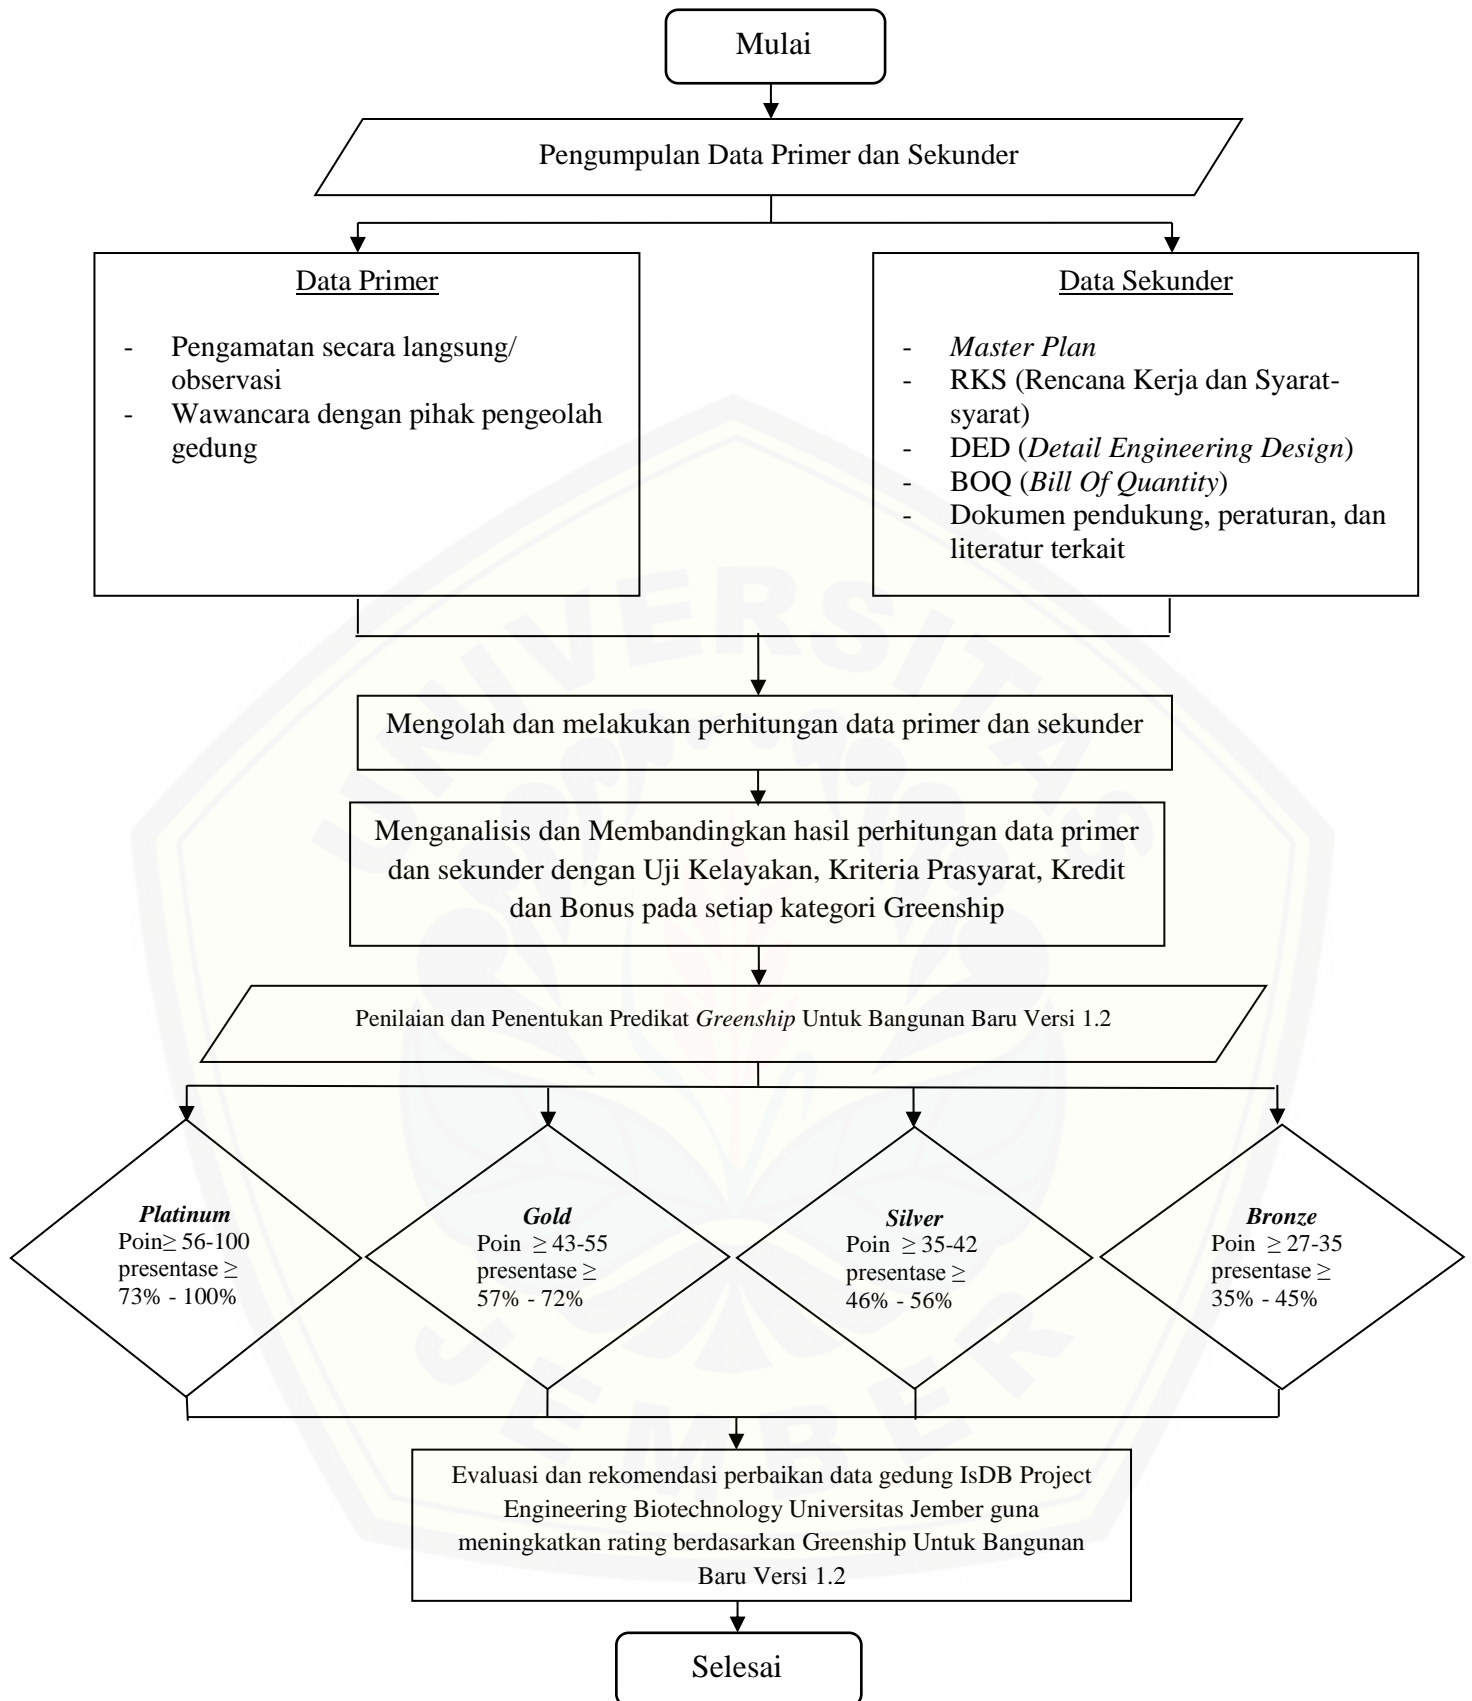 Mulai
Pengumpulan Data Primer dan Sekunder
Data Primer
- Pengamatan secara langsung/
observasi
- Wawancara dengan pihak pengeolah
gedung
Data Sekunder
- Master Plan
- RKS (Rencana Kerja dan Syarat-
syarat)
- DED (Detail Engineering Design)
- BOQ (Bill Of Quantity)
- Dokumen pendukung, peraturan, dan
literatur terkait
Mengolah dan melakukan perhitungan data primer dan sekunder
Menganalisis dan Membandingkan hasil perhitungan data primer
dan sekunder dengan Uji Kelayakan, Kriteria Prasyarat, Kredit
dan Bonus pada setiap kategori Greenship
Penilaian dan Penentukan Predikat Greenship Untuk Bangunan Baru Versi 1.2
Platinum
Poin≥ 56-100
presentase ≥
73% - 100%
Gold
Poin ≥ 43-55
presentase ≥
57% - 72%
Silver
Poin ≥ 35-42
presentase ≥
46% - 56%
Bronze
Poin ≥ 27-35
presentase ≥
35% - 45%
Evaluasi dan rekomendasi perbaikan data gedung IsDB Project
Engineering Biotechnology Universitas Jember guna
meningkatkan rating berdasarkan Greenship Untuk Bangunan
Baru Versi 1.2
Selesai
UNIVERSITAS
JEMBER